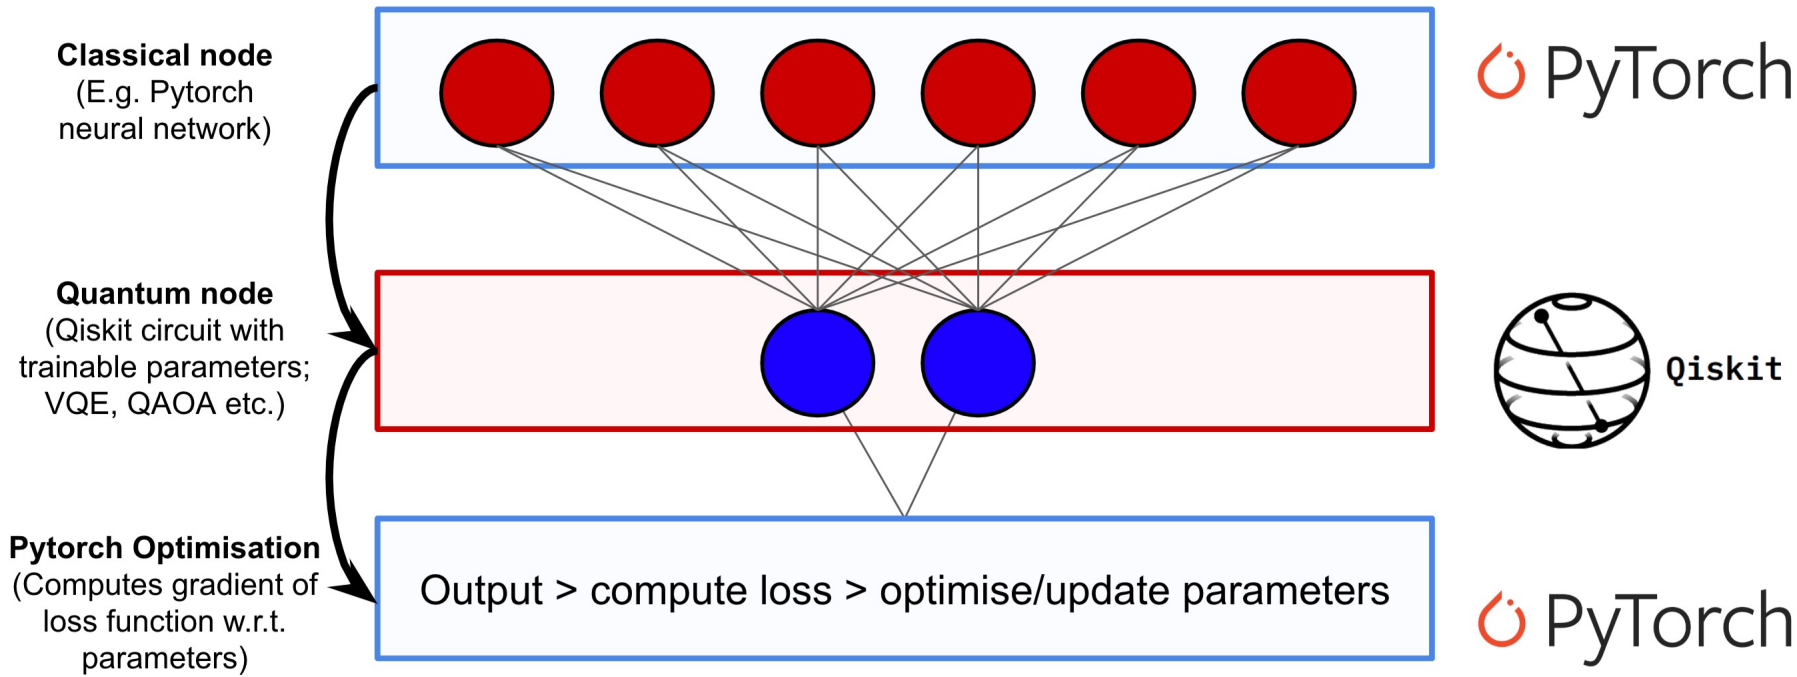 Classical node
(E.g. Pytorch
neural network)
PyTorch
Quantum node
(Qiskit circuit with
trainable parameters;
VQE, QAOA etc.)
Qiskit
Pytorch Optimisation
(Computes gradient of
loss function w.r.t.
parameters)
Output > compute loss > optimise/update parameters
PyTorch